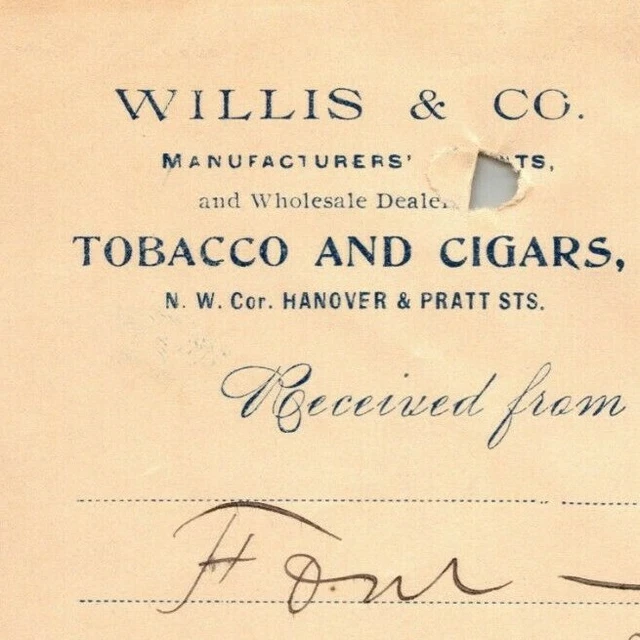 WILLIS & CO.
MANUFACTURERS'
and Wholesale
TOBACCO AND CIGARS,
N. W. Cor. HANOVER & PRATT STS.
Received from
Four